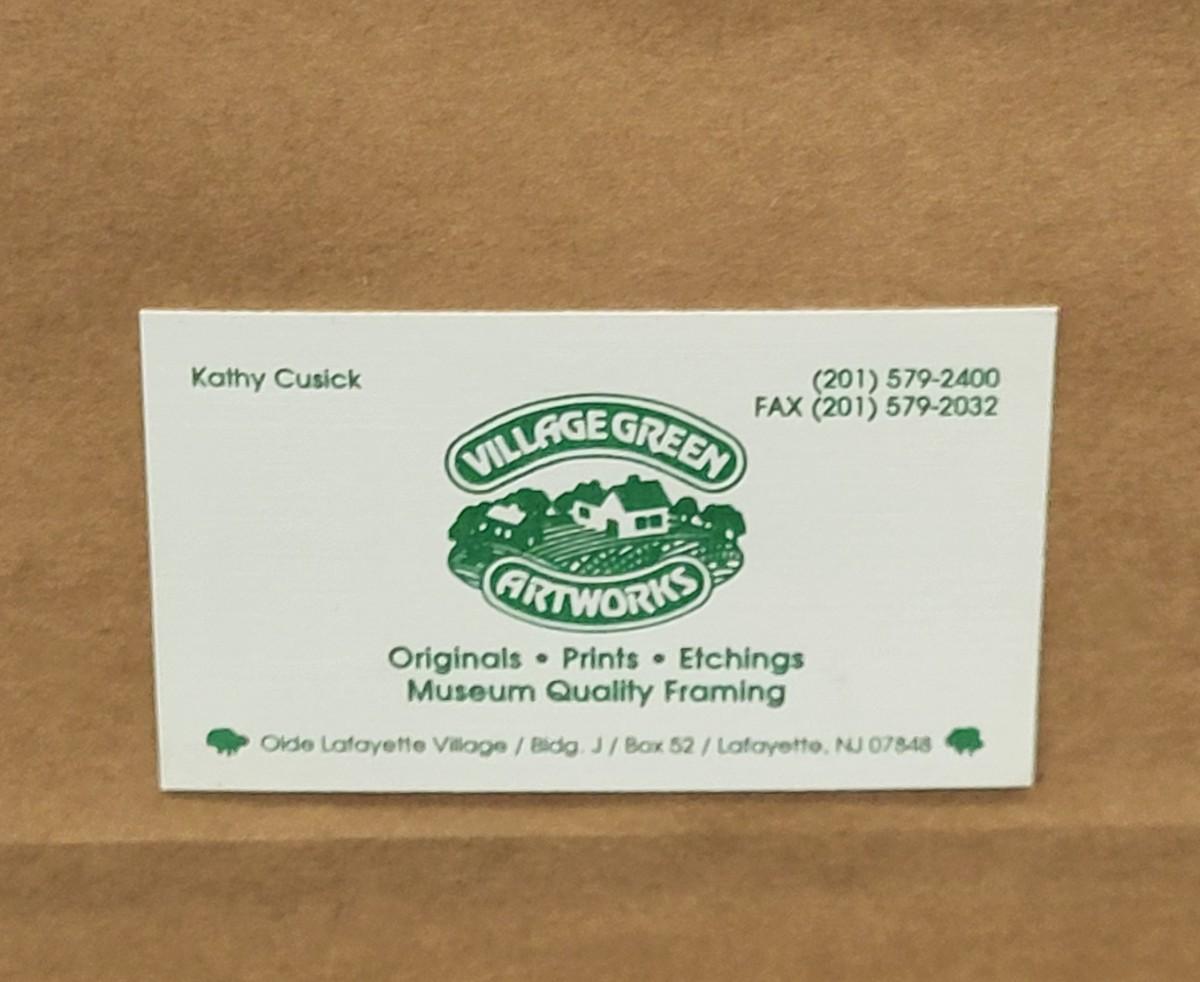 Kathy Cusick
(201) 579-2400
FAX (201) 579-2032
VILLAGE GREEN
ARTWORKS
Originals • Prints • Etchings
Museum Quality Framing
Olde Lafayette Village / Bldg. J / Box 52 / Lafayette, NJ 07848